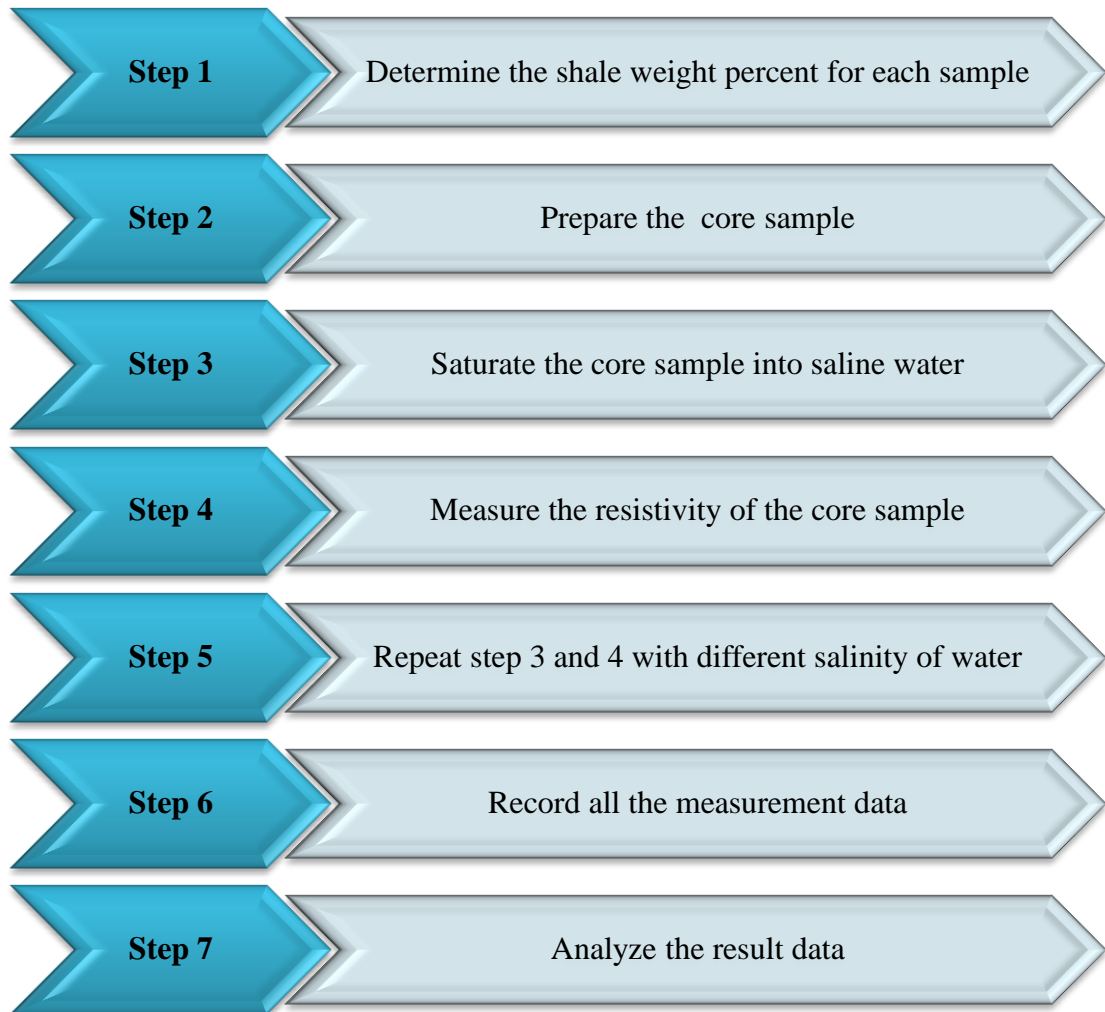 Step 1
Determine the shale weight percent for each sample
Step 2
Prepare the  core sample
Step 3
Saturate the core sample into saline water
Step 4
Measure the resistivity of the core sample
Step 5
Repeat step 3 and 4 with different salinity of water
Step 6
Record all the measurement data
Step 7
Analyze the result data